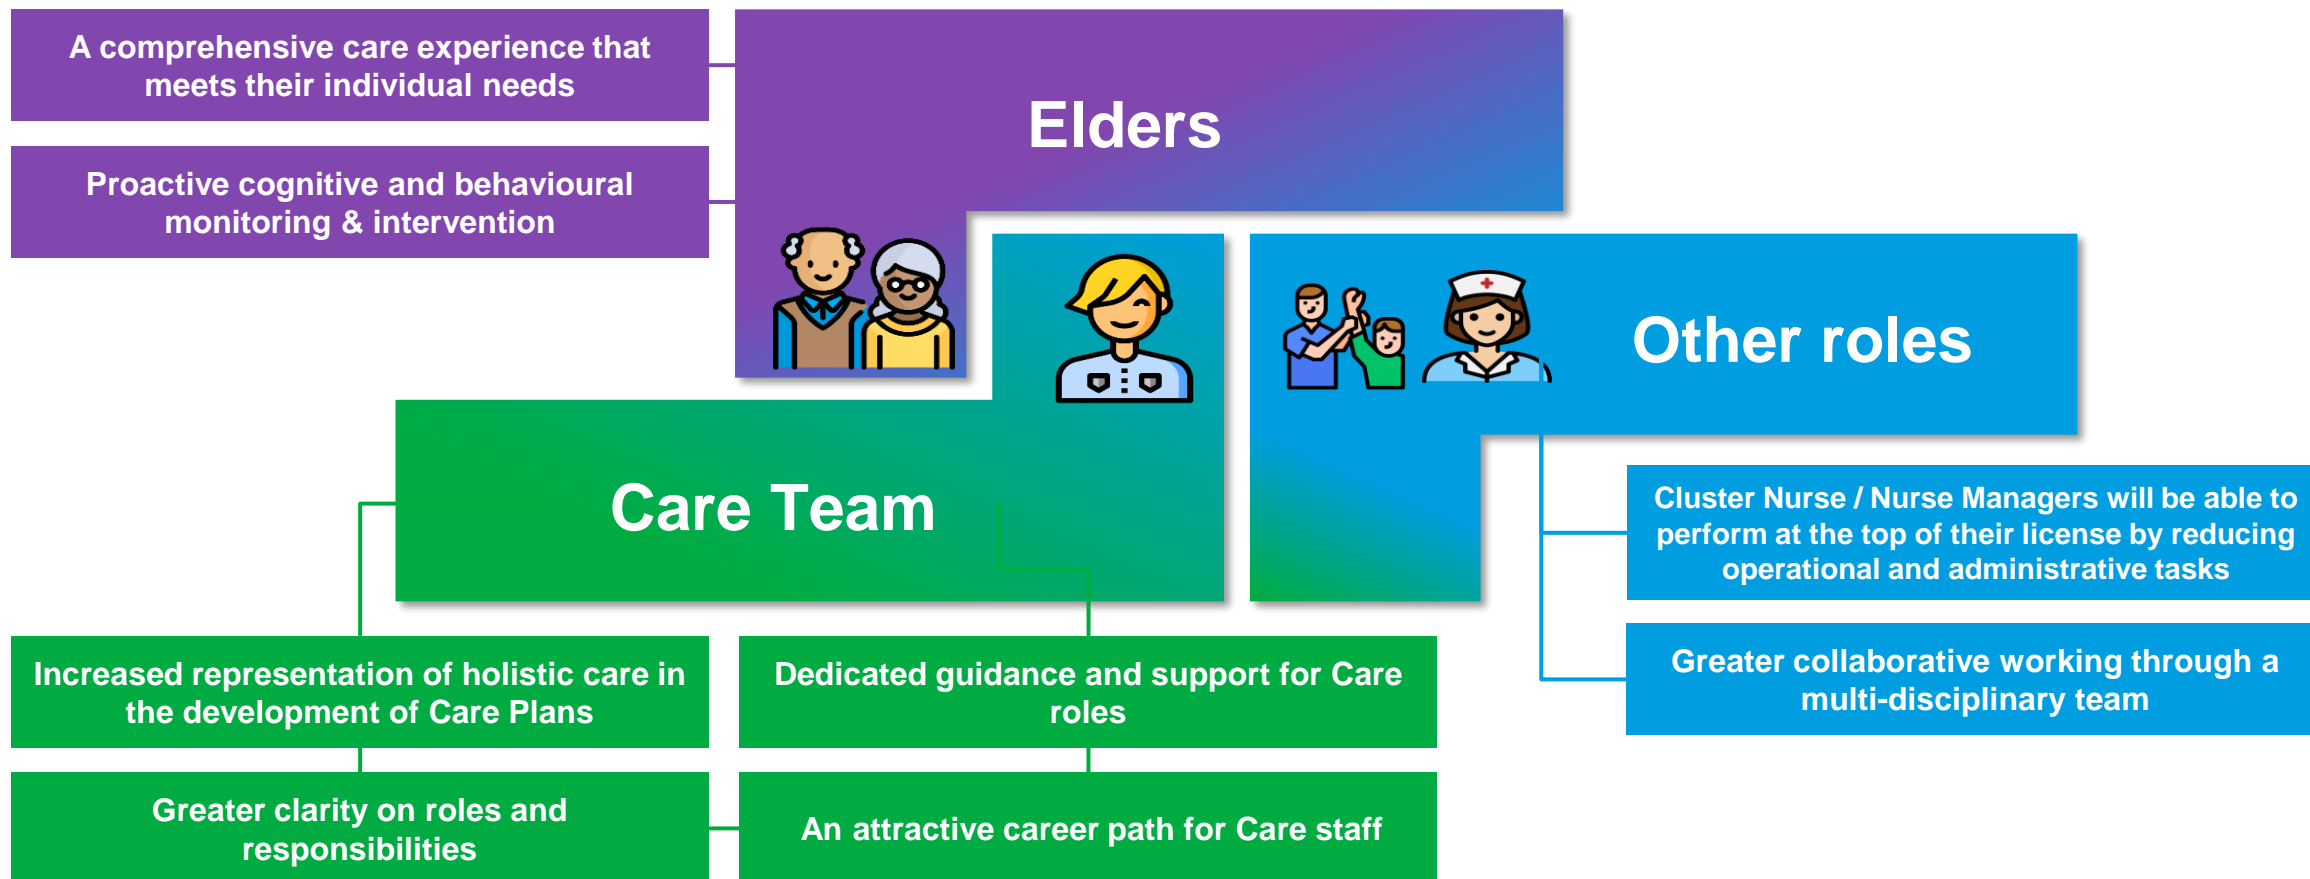 A comprehensive care experience that
meets their individual needs
Proactive cognitive and behavioural
monitoring & intervention
Elders
Other roles
Care Team
Cluster Nurse / Nurse Managers will be able to
perform at the top of their license by reducing
operational and administrative tasks
Greater collaborative working through a
multi-disciplinary team
Increased representation of holistic care in
the development of Care Plans
Dedicated guidance and support for Care
roles
Greater clarity on roles and
responsibilities
An attractive career path for Care staff